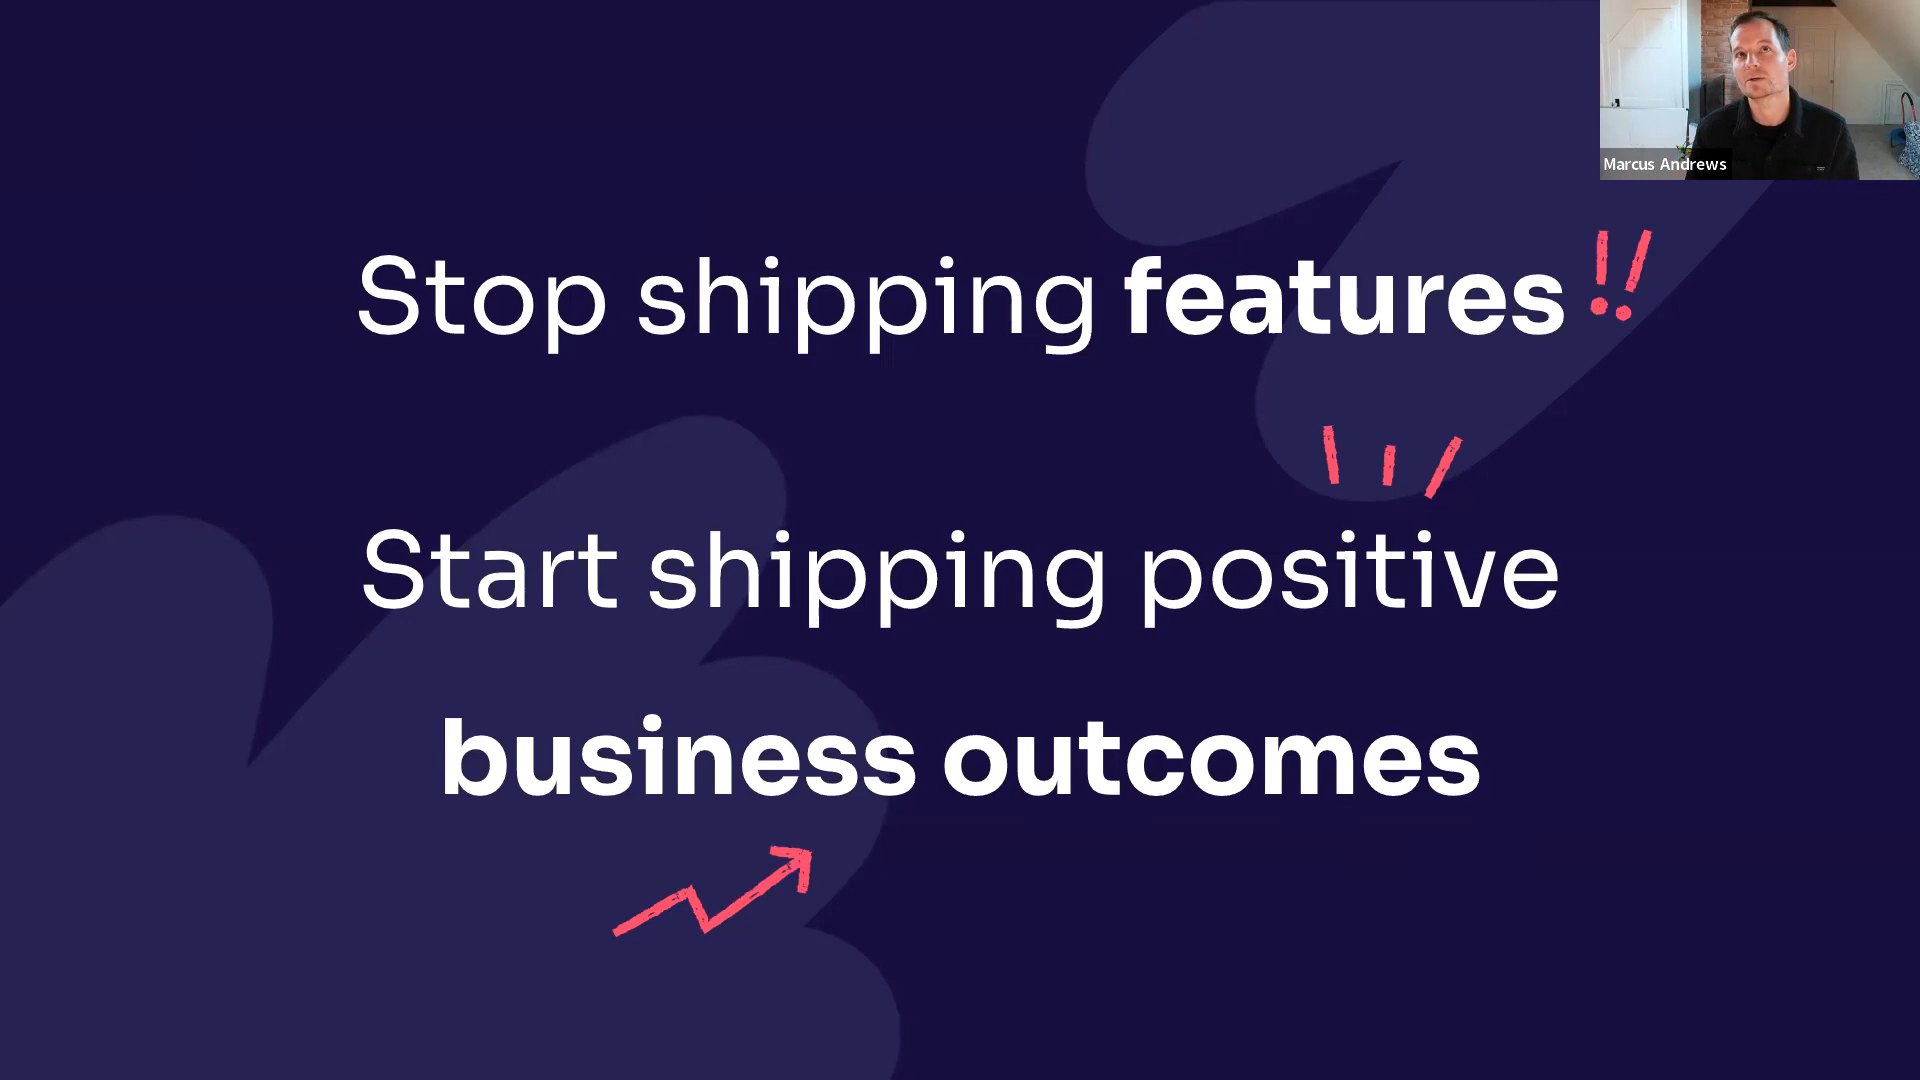 Marcus Andrews
Stop shipping features!!
Start shipping positive
business outcomes